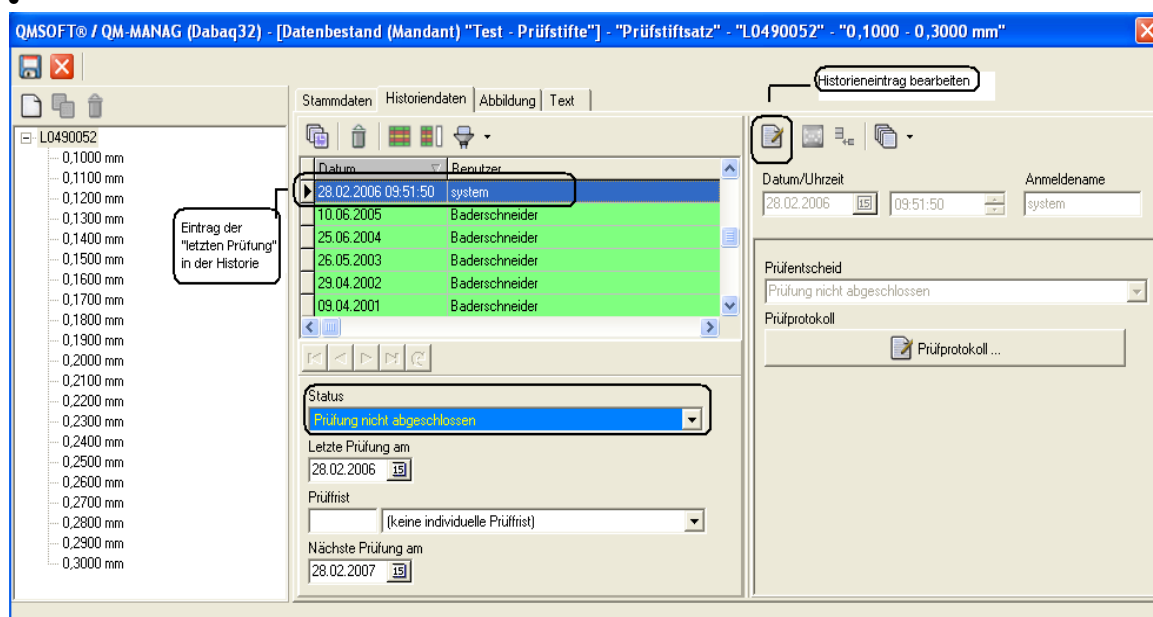 QMSOFT® / QM-MANAG (Dabaq32) - [Datenbestand (Mandant) "Test - Prüfstifte"] - "Prüfstiftsatz" - "L0490052" - "0,1000 - 0,3000 mm"
Historieneintrag bearbeiten
Stammdaten Historiendaten Abbildung Text
L0490052
0,1000 mm
0,1100 mm
0,1200 mm
0,1300 mm
0,1400 mm
0,1500 mm
0,1600 mm
0,1700 mm
0,1800 mm
0,1900 mm
0,2000 mm
0,2100 mm
0,2200 mm
0,2300 mm
0,2400 mm
0,2500 mm
0,2600 mm
0,2700 mm
0,2800 mm
0,2900 mm
0,3000 mm
Eintrag der
"letzten Prüfung"
in der Historie
Datum Benutzer
28.02.2006 09:51:50 system
10.06.2005 Baderschneider
25.06.2004 Baderschneider
26.05.2003 Baderschneider
29.04.2002 Baderschneider
09.04.2001 Baderschneider
Status
Prüfung nicht abgeschlossen
Letzte Prüfung am
28.02.2006 15
Prüffrist
(keine individuelle Prüffrist)
Nächste Prüfung am
28.02.2007 15
Datum/Uhrzeit Anmeldename
28.02.2006 15 09:51:50 system
Prüfentscheid
Prüfung nicht abgeschlossen
Prüfprotokoll
Prüfprotokoll ...